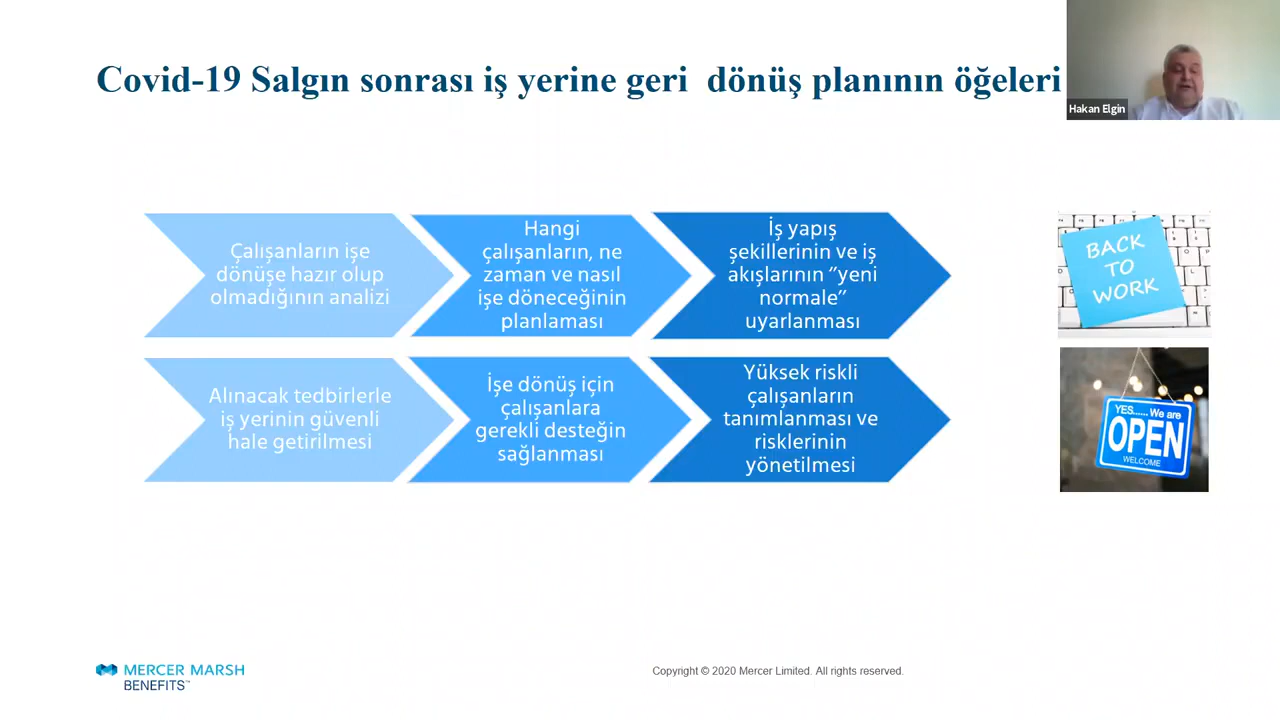 Covid-19 Salgın sonrası iş yerine geri  dönüş planının öğeleri
Hakan Elgin
Çalışanların işe
dönüşe hazır olup
olmadığının analizi
Hangi
çalışanların, ne
zaman ve nasıl
işe döneceğinin
planlaması
İş yapış
şekillerinin ve iş
akışlarının ‘’yeni
normale’’
uyarlanması
BACK
TO
WORK
Alınacak tedbirlerle
iş yerinin güvenli
hale getirilmesi
İşe dönüş için
çalışanlara
gerekli desteğin
sağlanması
Yüksek riskli
çalışanların
tanımlanması ve
risklerinin
yönetilmesi
YES...... We are
OPEN
WELCOME
MERCER MARSH
BENEFITS™
Copyright © 2020 Mercer Limited. All rights reserved.